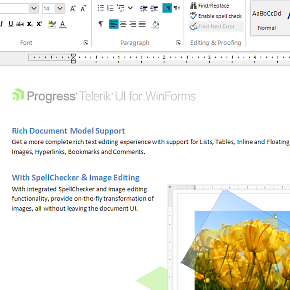 14
Find/Replace
Enable spell check
Find Next Error
AaBbCcDd
Normal
Font
Paragraph
Editing & Proofing
Progress Telerik UI for WinForms
Rich Document Model Support
Get a more complete rich text editing experience with support for Lists, Tables, Inline and Floating
Images, Hyperlinks, Bookmarks and Comments.
With SpellChecker & Image Editing
With integrated SpellChecker and image editing
functionality, provide on-the-fly transformation of
images, all without leaving the document UI.